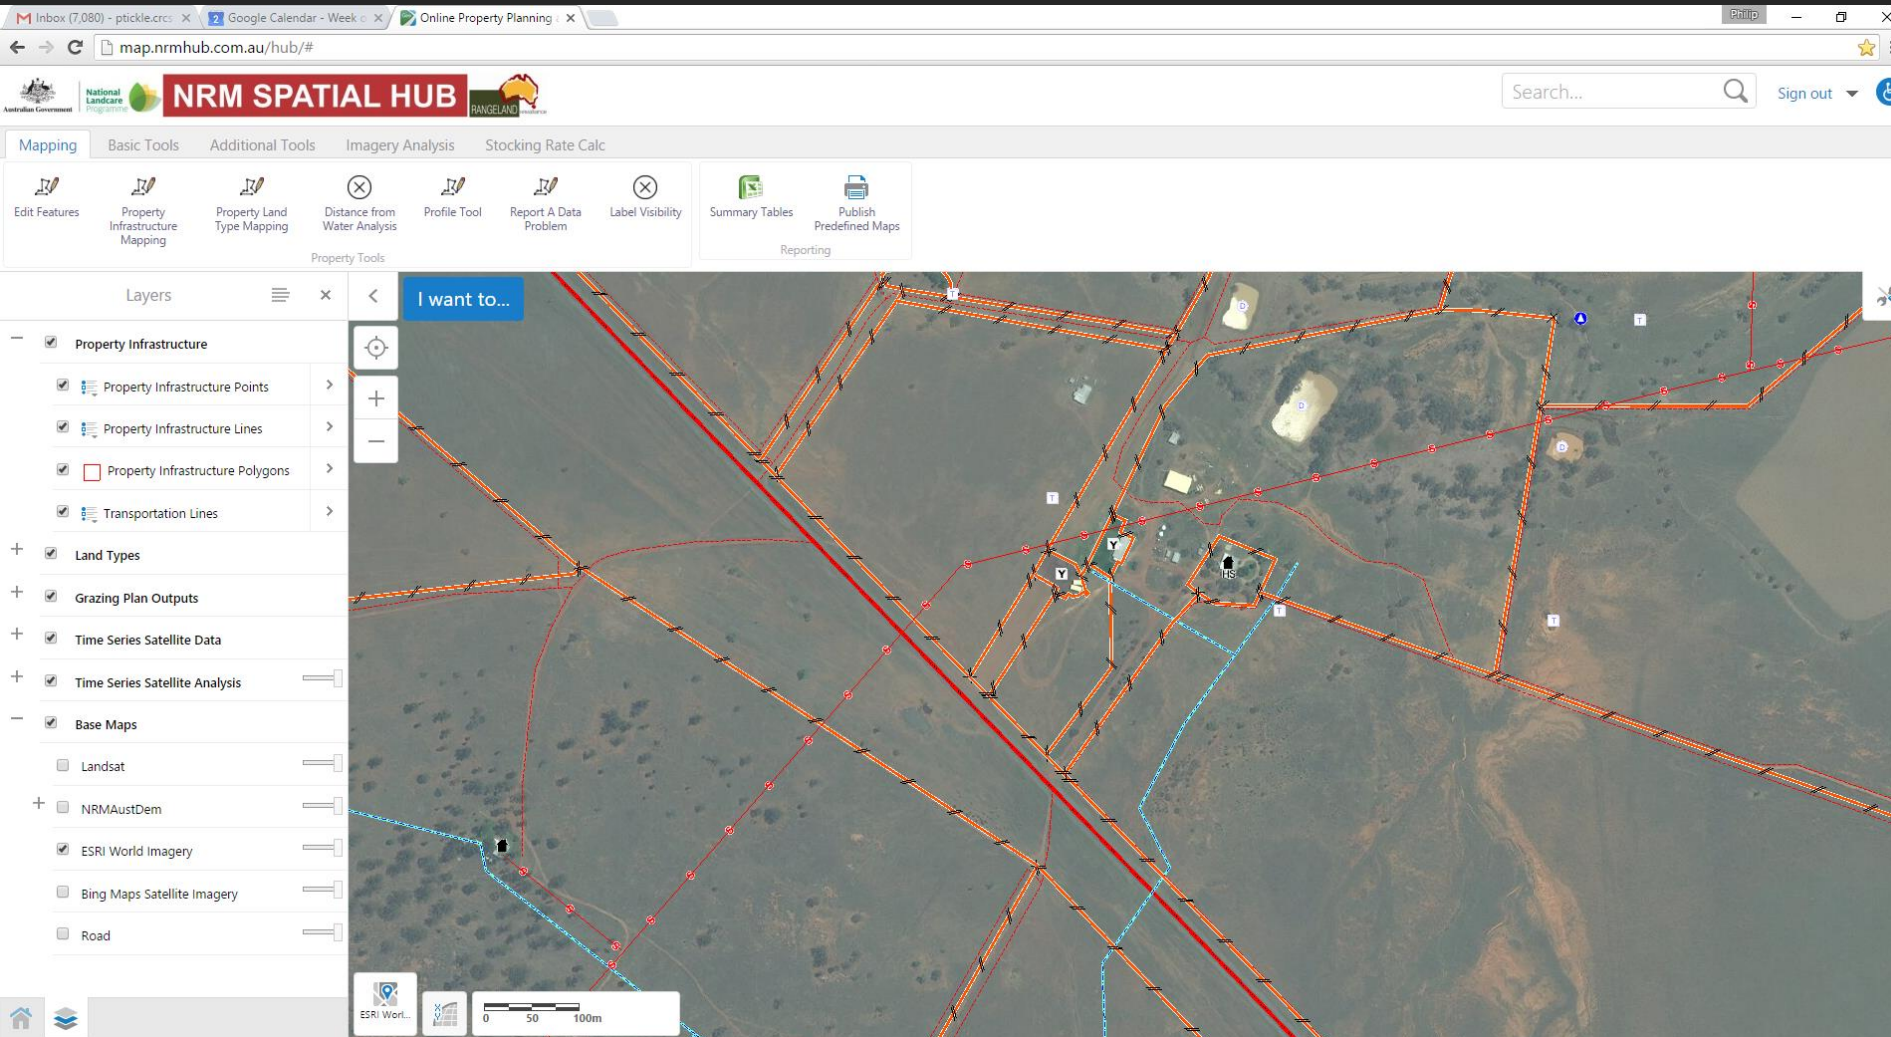 Inbox (7,080) - ptickle.crcs
Google Calendar - Week o
Online Property Planning
Philip
map.nrmhub.com.au/hub/#
Australian Government
National
Landcare
Programme
NRM SPATIAL HUB
RANGELAND
Search...
Sign out
Mapping
Basic Tools
Additional Tools
Imagery Analysis
Stocking Rate Calc
Edit Features
Property
Infrastructure
Mapping
Property Land
Type Mapping
Distance from
Water Analysis
Profile Tool
Report A Data
Problem
Label Visibility
Property Tools
Summary Tables
Publish
Predefined Maps
Reporting
Layers
I want to...
Property Infrastructure
Property Infrastructure Points
Property Infrastructure Lines
Property Infrastructure Polygons
Transportation Lines
Land Types
Grazing Plan Outputs
Time Series Satellite Data
Time Series Satellite Analysis
Base Maps
Landsat
NRMAustDem
ESRI World Imagery
Bing Maps Satellite Imagery
Road
T
D
T
D
D
T
Y
Y
HS
T
T
ESRI Worl...
0 50 100m